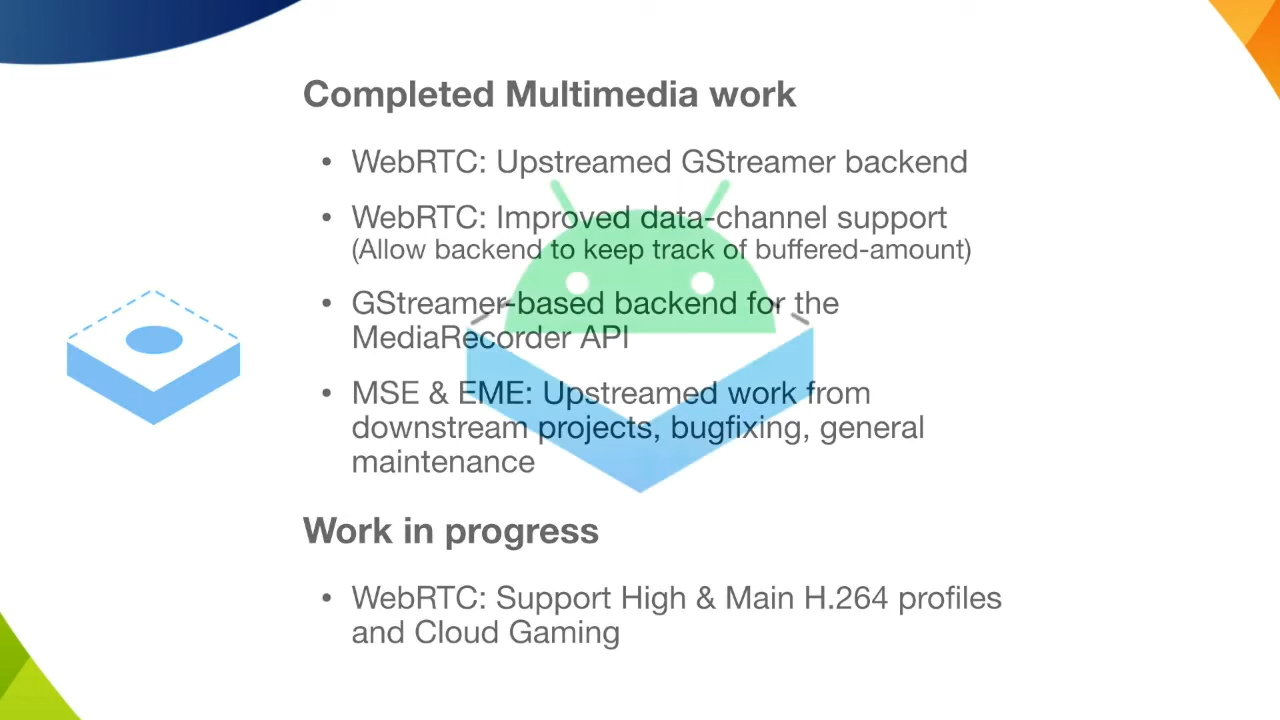 Completed Multimedia work
• WebRTC: Upstreamed GStreamer backend
• WebRTC: Improved data-channel support
(Allow backend to keep track of buffered-amount)
• GStreamer-based backend for the
MediaRecorder API
• MSE & EME: Upstreamed work from
downstream projects, bugfixing, general
maintenance
Work in progress
• WebRTC: Support High & Main H.264 profiles
and Cloud Gaming